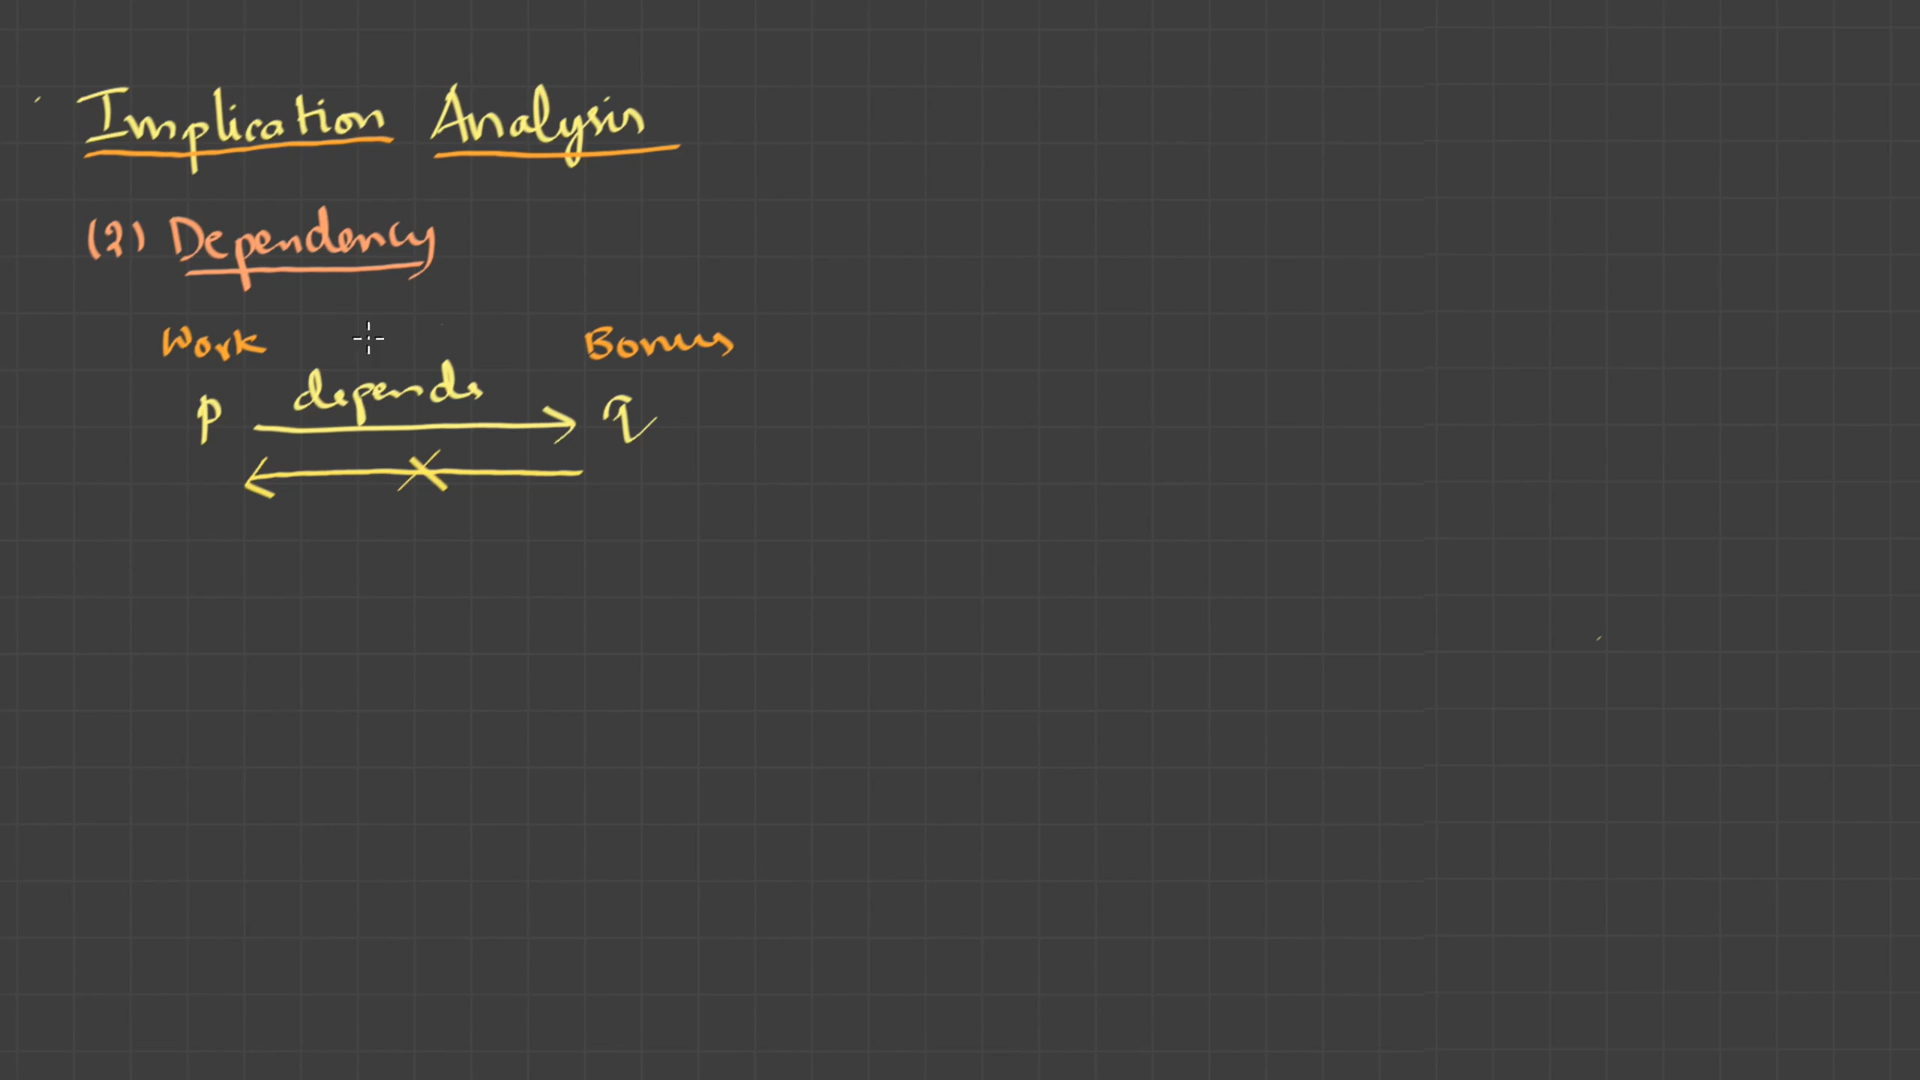 Implication Analysis
(2) Dependency
Work Bonus
p depends q